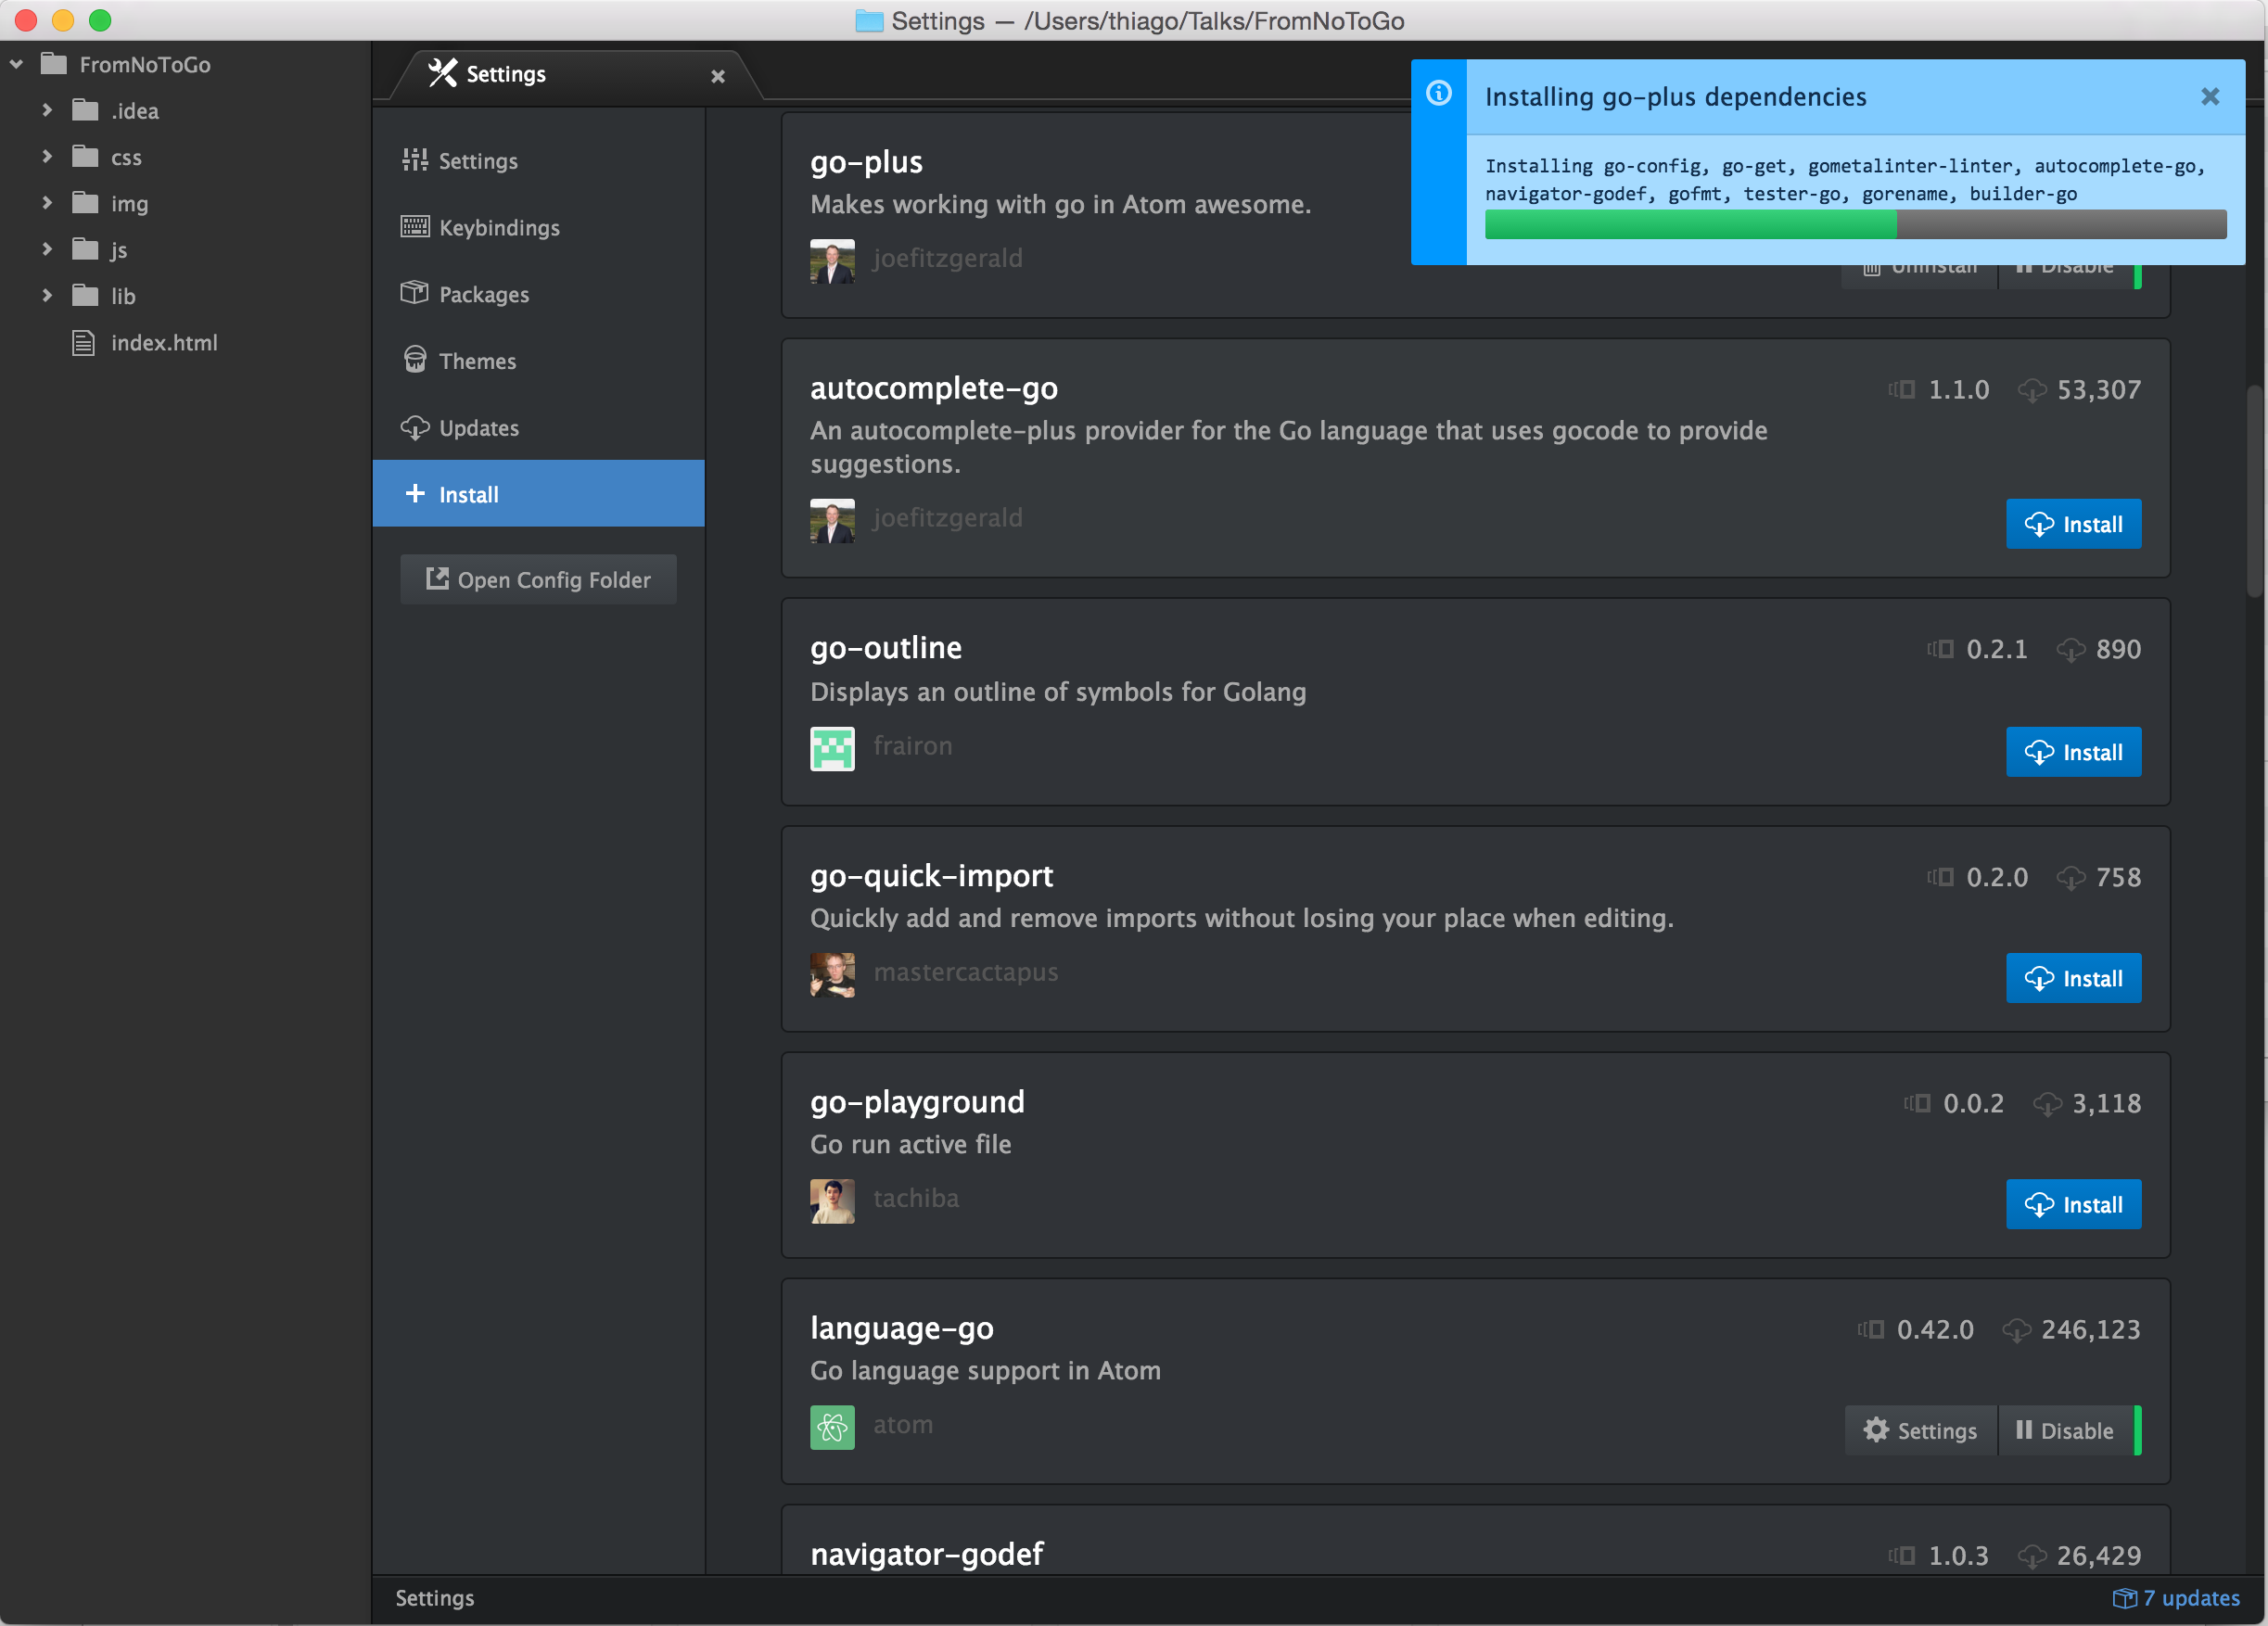 Settings — /Users/thiago/Talks/FromNoToGo
FromNoToGo
.idea
css
img
js
lib
index.html
Settings
Settings
Keybindings
Packages
Themes
Updates
Install
Open Config Folder
Installing go-plus dependencies
Installing go-config, go-get, gometalinter-linter, autocomplete-go,
navigator-godef, gofmt, tester-go, gorename, builder-go
go-plus
Makes working with go in Atom awesome.
joefitzgerald
Uninstall Disable
autocomplete-go 1.1.0 53,307
An autocomplete-plus provider for the Go language that uses gocode to provide
suggestions.
joefitzgerald
Install
go-outline 0.2.1 890
Displays an outline of symbols for Golang
frairon
Install
go-quick-import 0.2.0 758
Quickly add and remove imports without losing your place when editing.
mastercactapus
Install
go-playground 0.0.2 3,118
Go run active file
tachiba
Install
language-go 0.42.0 246,123
Go language support in Atom
atom
Settings Disable
navigator-godef 1.0.3 26,429
Settings
7 updates